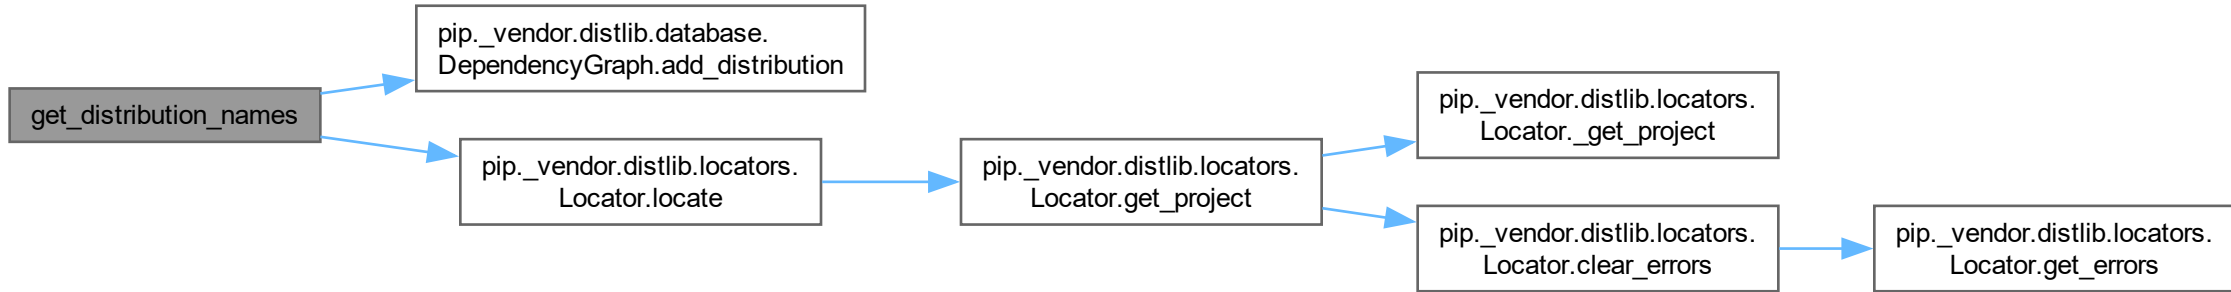 pip._vendor.distlib.database.
DependencyGraph.add_distribution
get_distribution_names
pip._vendor.distlib.locators.
Locator.locate
pip._vendor.distlib.locators.
Locator.get_project
pip._vendor.distlib.locators.
Locator._get_project
pip._vendor.distlib.locators.
Locator.clear_errors
pip._vendor.distlib.locators.
Locator.get_errors